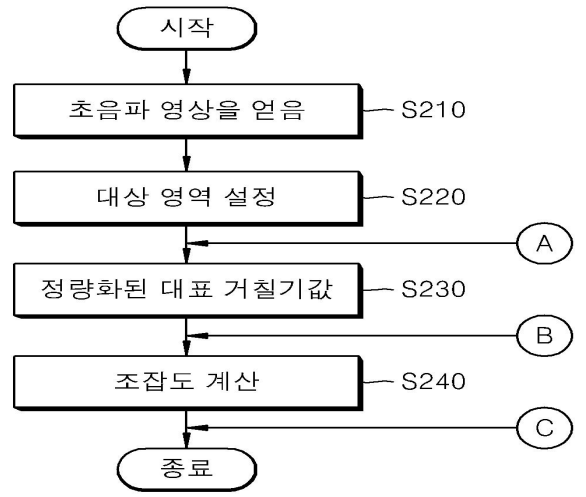 시작
초음파 영상을 얻음 S210
대상 영역 설정 S220
A
정량화된 대표 거칠기값 S230
B
조잡도 계산 S240
C
종료